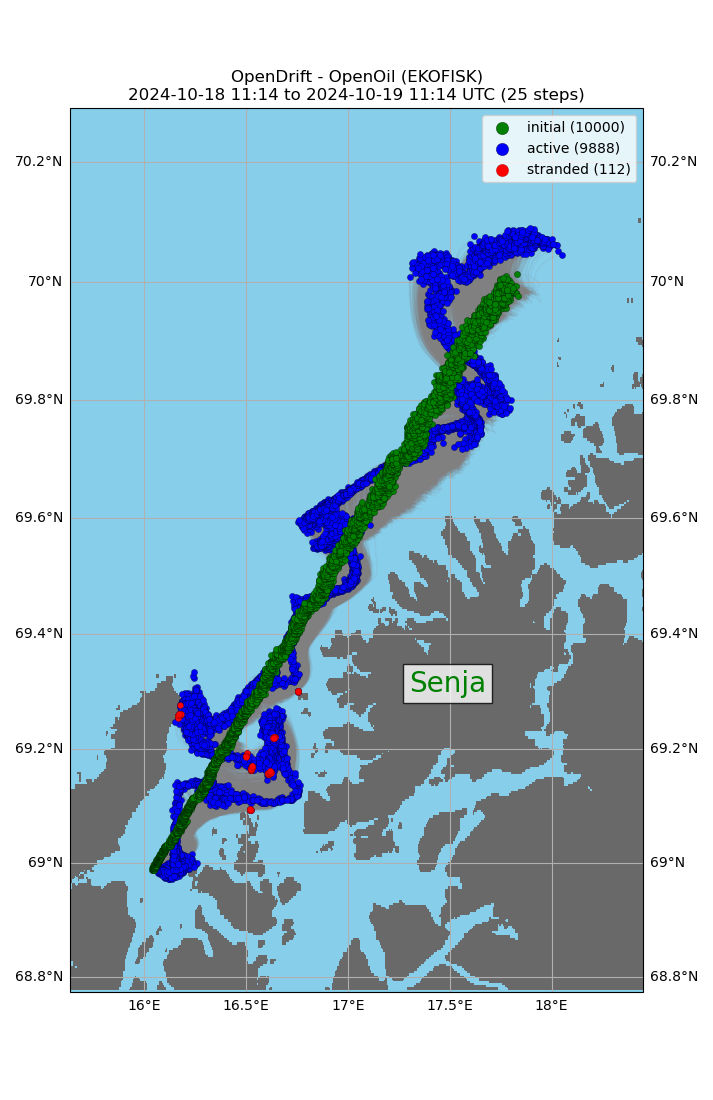 OpenDrift - OpenOil (EKOFISK)
2024-10-18 11:14 to 2024-10-19 11:14 UTC (25 steps)
initial (10000)
active (9888)
stranded (112)
70.2°N 70.2°N
70°N 70°N
69.8°N 69.8°N
69.6°N 69.6°N
69.4°N 69.4°N
Senja
69.2°N 69.2°N
69°N 69°N
68.8°N 68.8°N
16°E 16.5°E 17°E 17.5°E 18°E